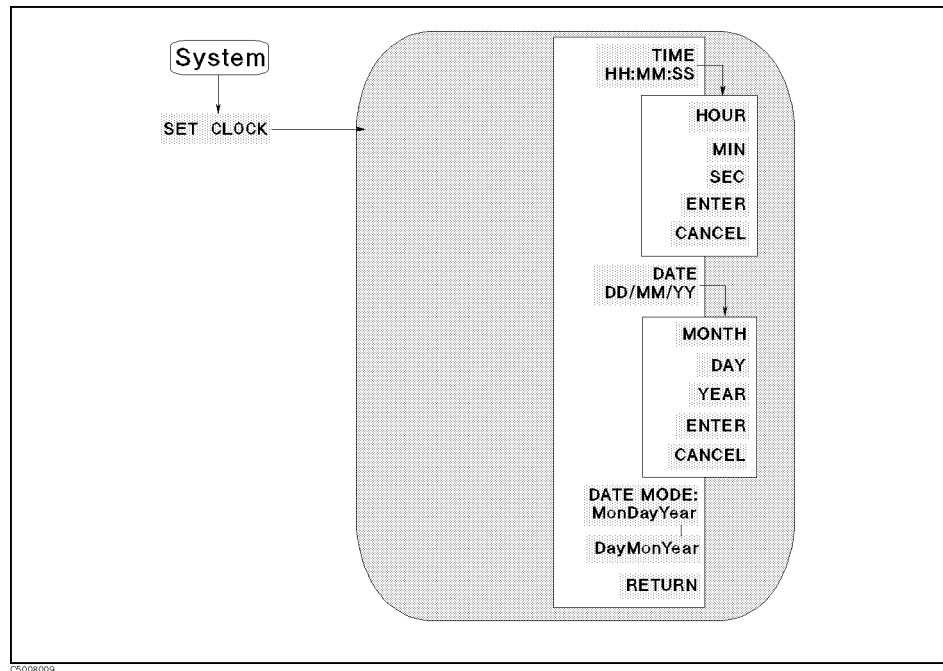 System
SET CLOCK
TIME
HH:MM:SS
HOUR
MIN
SEC
ENTER
CANCEL
DATE
DD/MM/YY
MONTH
DAY
YEAR
ENTER
CANCEL
DATE MODE:
MonDayYear
DayMonYear
RETURN
C5008009